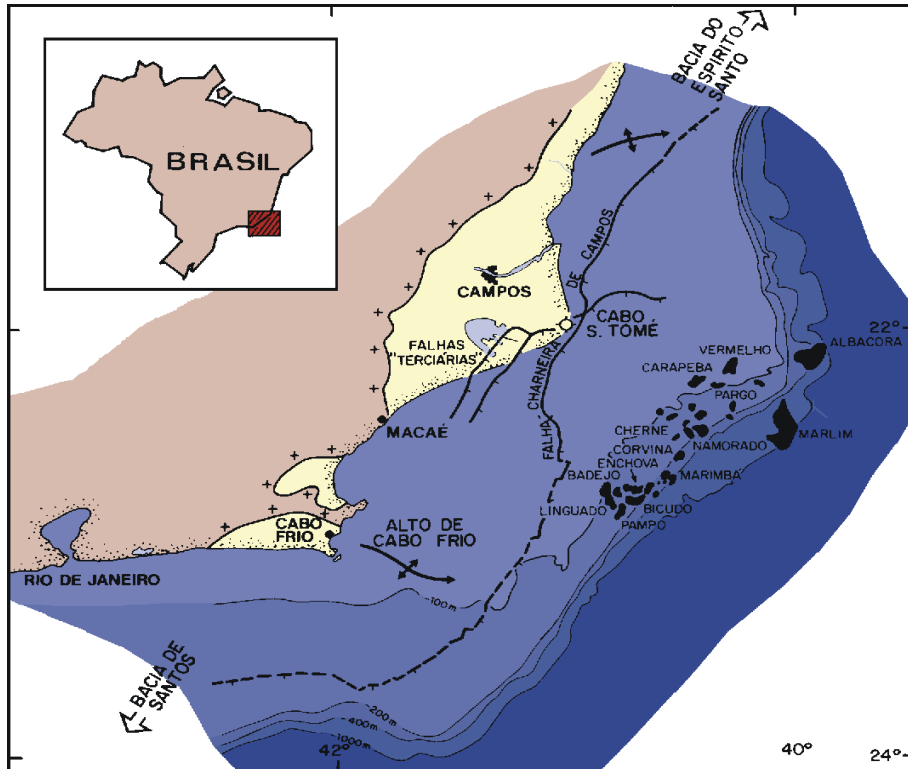 BRASIL
BACIA DO
ESPIRITO
SANTO
CAMPOS
FALHAS
"TERCIÁRIAS"
FALHA CHARNEIRA DE CAMPOS
CABO
S. TOMÉ
22°
ALBACORA
VERMELHO
CARAPEBA
PARGO
MARLIM
CHERNE
NAMORADO
CORVINA
ENCHOVA
MARIMBÁ
BADEJO
LINGUADO
BICUDO
PAMPO
MACAÉ
CABO
FRIO
ALTO DE
CABO FRIO
RIO DE JANEIRO
100m
BACIA DE
SANTOS
200m
400m
1000m
42°
40°
24°